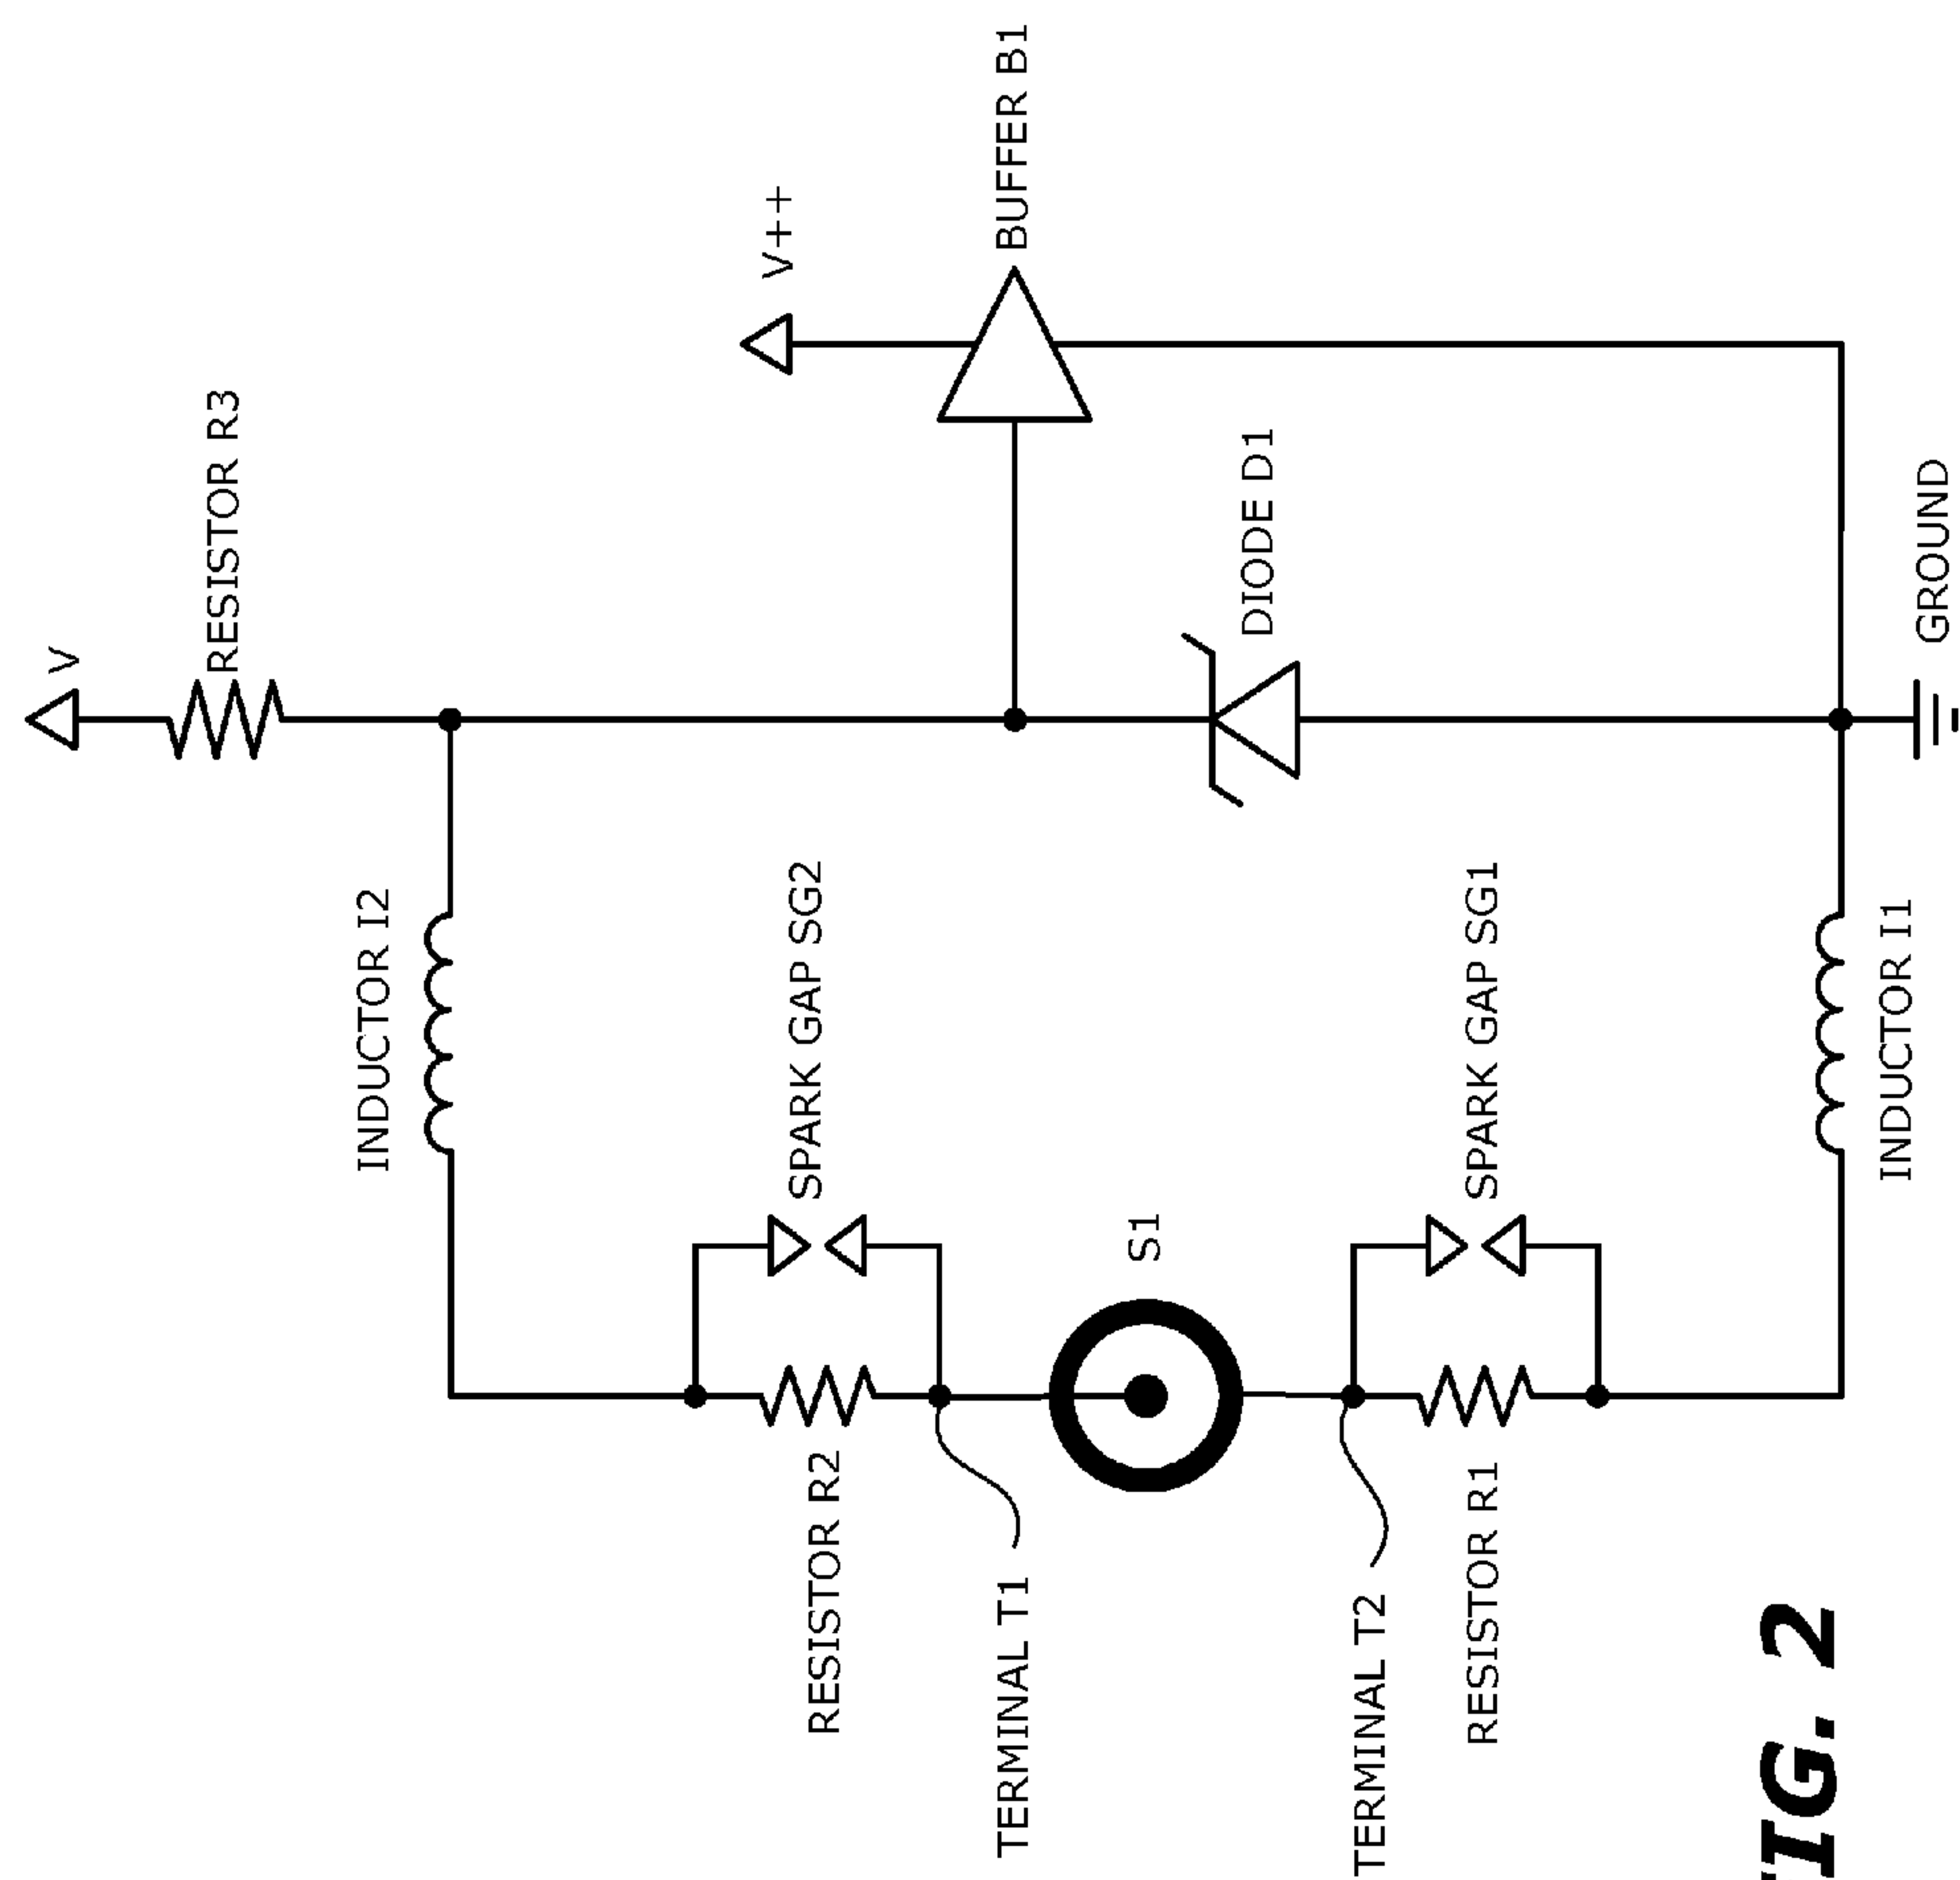 V
RESISTOR R3
V++
BUFFER B1
INDUCTOR I2
SPARK GAP SG2
RESISTOR R2
TERMINAL T1
S1
DIODE D1
TERMINAL T2
SPARK GAP SG1
RESISTOR R1
INDUCTOR I1
GROUND
IG. 2